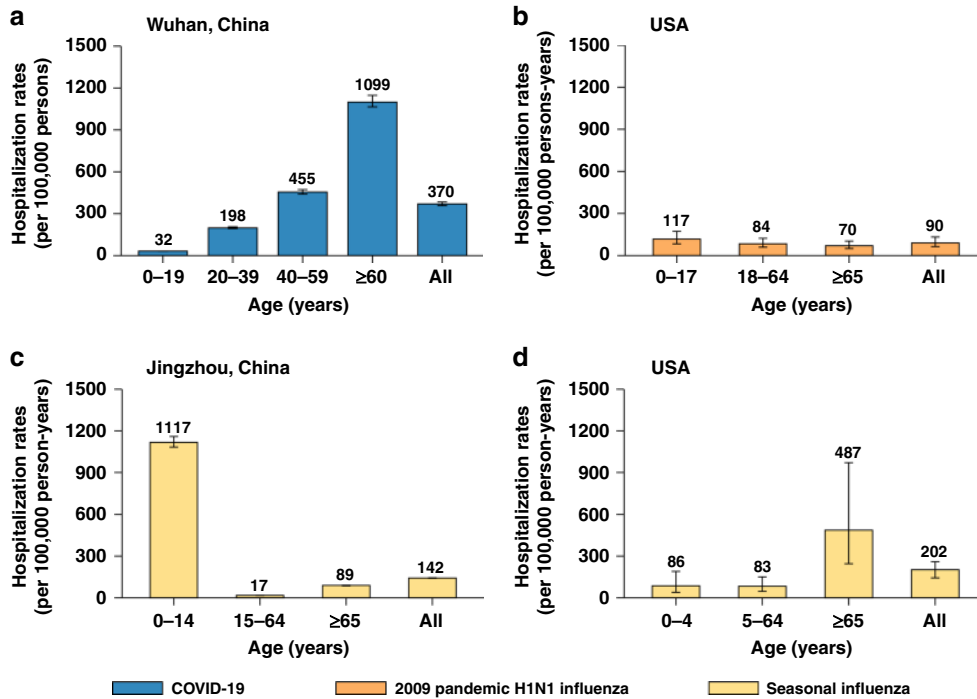 a
Wuhan, China
Hospitalization rates
(per 100,000 persons)
1500
1200
900
600
300
0
32
198
455
1099
370
0–19
20–39
40–59
≥60
All
Age (years)
b
USA
Hospitalization rates
(per 100,000 persons-years)
1500
1200
900
600
300
0
117
84
70
90
0–17
18–64
≥65
All
Age (years)
c
Jingzhou, China
Hospitalization rates
(per 100,000 person-years)
1500
1200
900
600
300
0
1117
17
89
142
0–14
15–64
≥65
All
Age (years)
d
USA
Hospitalization rates
(per 100,000 person-years)
1500
1200
900
600
300
0
86
83
487
202
0–4
5–64
≥65
All
Age (years)
COVID-19
2009 pandemic H1N1 influenza
Seasonal influenza